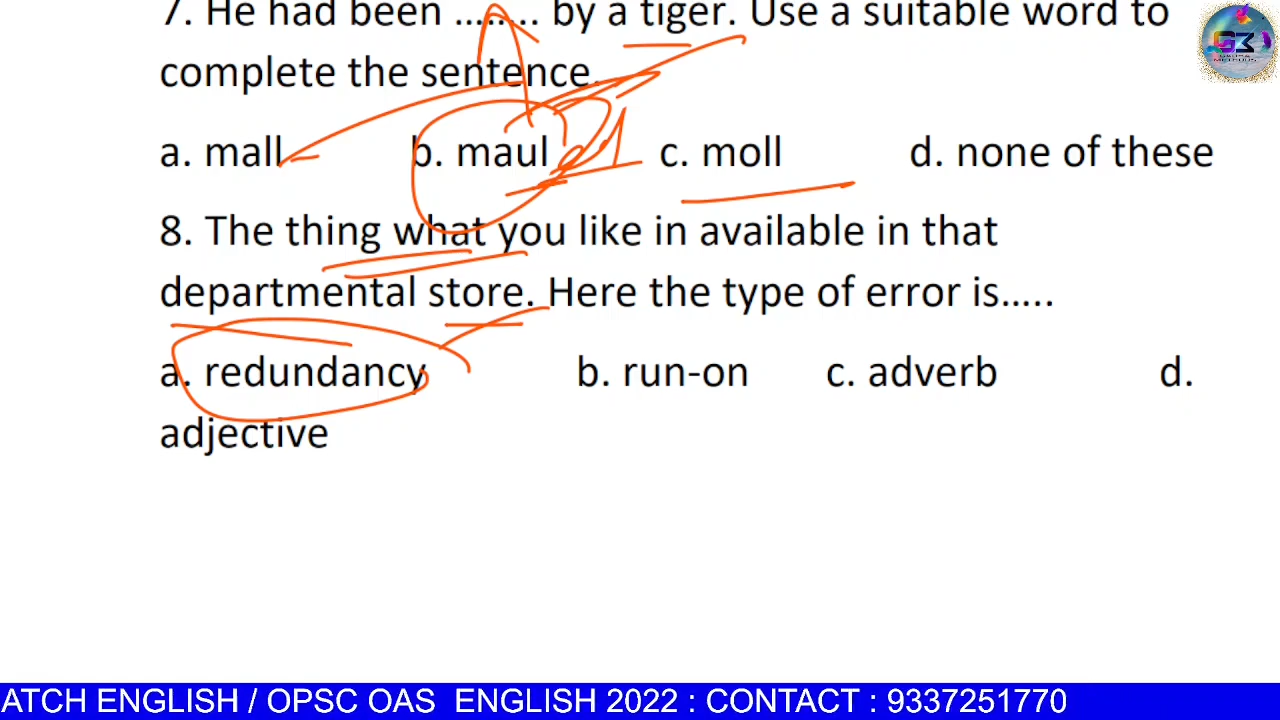 7. He had been ........ by a tiger. Use a suitable word to
complete the sentence.
a. mall b. mauled c. moll d. none of these
8. The thing what you like in available in that
departmental store. Here the type of error is.....
a. redundancy b. run-on c. adverb d.
adjective
ATCH ENGLISH / OPSC OAS ENGLISH 2022 : CONTACT : 9337251770